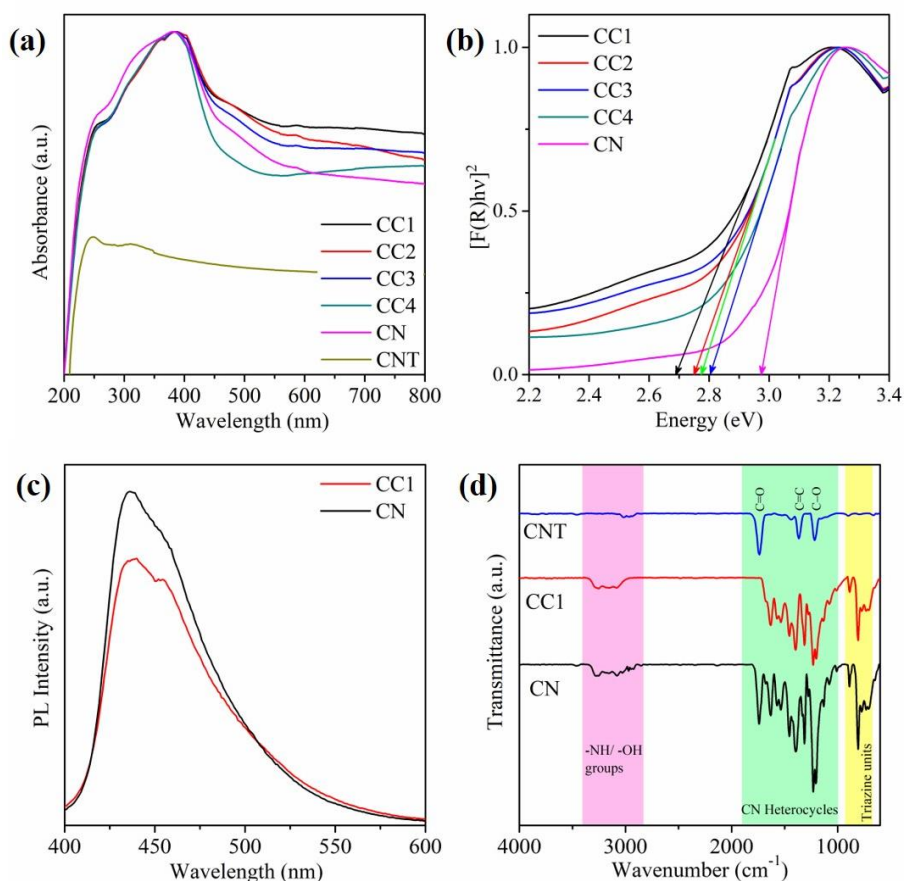 (a)
Absorbance (a.u.)
CC1
CC2
CC3
CC4
CN
CNT
200 300 400 500 600 700 800
Wavelength (nm)
(b)
[F(R)hv]²
1.0
0.5
0.0
CC1
CC2
CC3
CC4
CN
2.2 2.4 2.6 2.8 3.0 3.2 3.4
Energy (eV)
(c)
PL Intensity (a.u.)
CC1
CN
400 450 500 550 600
Wavelength (nm)
(d)
Transmittance (a.u.)
C=O
C=C
C-O
CNT
CC1
CN
-NH/ -OH
groups
CN Heterocycles
Triazine units
4000 3000 2000 1000
Wavenumber (cm⁻¹)